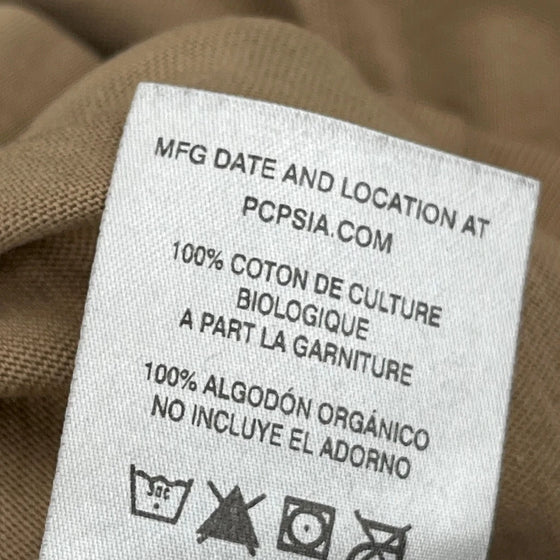 MFG DATE AND LOCATION AT
PCPSIA.COM
100% COTON DE CULTURE
BIOLOGIQUE
A PART LA GARNITURE
100% ALGODÓN ORGÁNICO
NO INCLUYE EL ADORNO